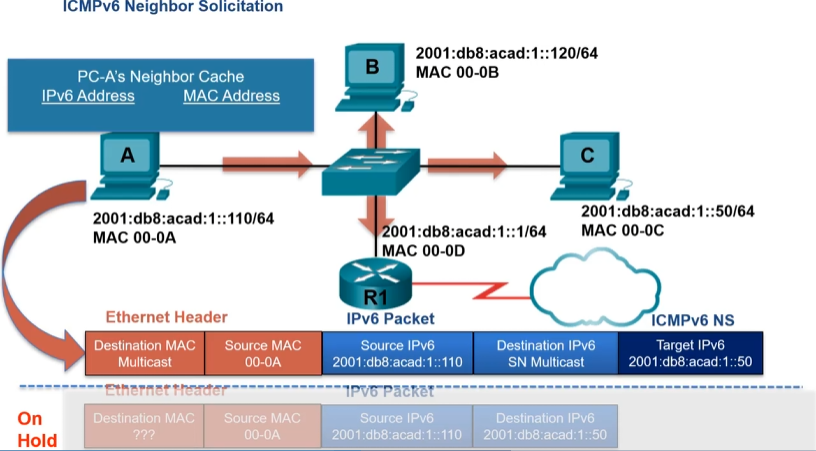 ICMPv6 Neighbor Solicitation
PC-A's Neighbor Cache
IPv6 Address MAC Address
B
2001:db8:acad:1::120/64
MAC 00-0B
A
C
2001:db8:acad:1::110/64
MAC 00-0A
2001:db8:acad:1::1/64
MAC 00-0D
2001:db8:acad:1::50/64
MAC 00-0C
R1
Ethernet Header
IPv6 Packet
ICMPv6 NS
Destination MAC
Multicast
Source MAC
00-0A
Source IPv6
2001:db8:acad:1::110
Destination IPv6
SN Multicast
Target IPv6
2001:db8:acad:1::50
On
Hold
Ethernet Header
IPv6 Packet
Destination MAC
???
Source MAC
00-0A
Source IPv6
2001:db8:acad:1::110
Destination IPv6
2001:db8:acad:1::50